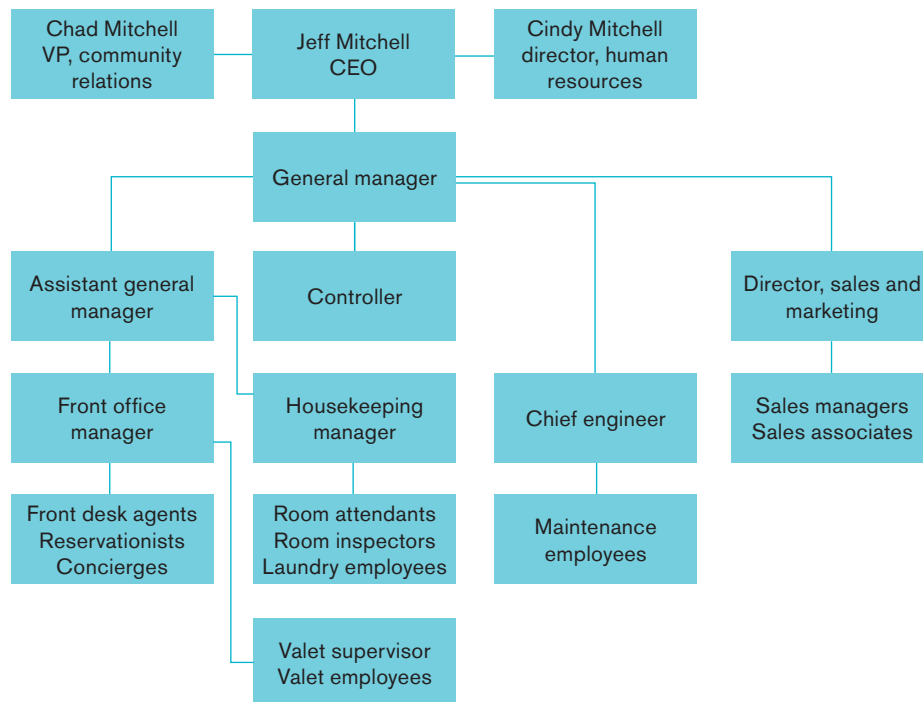 Chad Mitchell
VP, community
relations
Jeff Mitchell
CEO
Cindy Mitchell
director, human
resources
General manager
Assistant general
manager
Controller
Director, sales and
marketing
Front office
manager
Housekeeping
manager
Chief engineer
Sales managers
Sales associates
Front desk agents
Reservationists
Concierges
Room attendants
Room inspectors
Laundry employees
Maintenance
employees
Valet supervisor
Valet employees